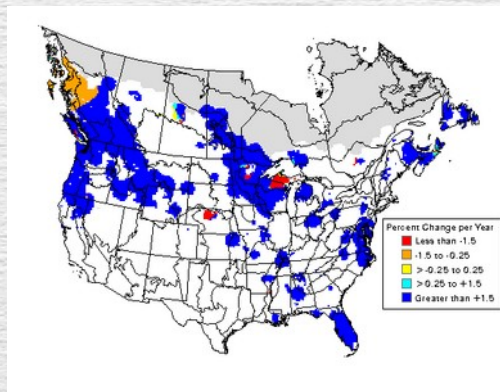 Percent Change per Year
Less than -1.5
-1.5 to -0.25
> -0.25 to 0.25
> 0.25 to +1.5
Greater than +1.5